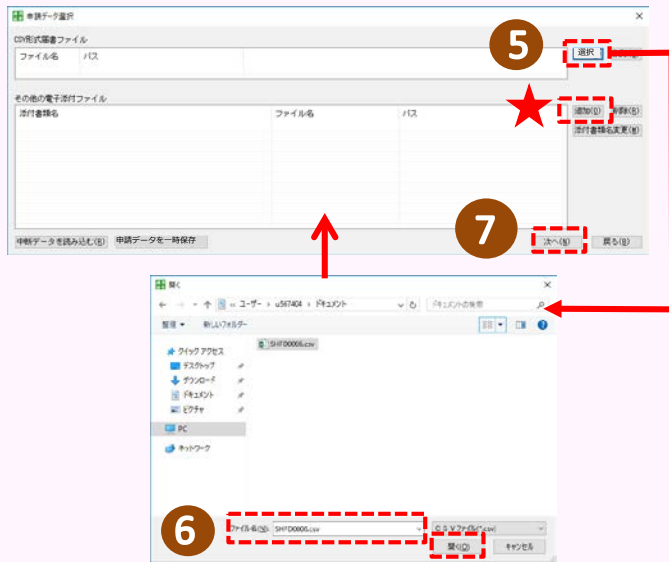 申請データ選択
CSV形式届書ファイル
ファイル名 パス
5
選択
その他の電子添付ファイル
添付書類名 ファイル名 パス
追加(D) 削除(R)
添付書類名変更(W)
7
中断データを読み込む(E) 申請データを一時保存 次へ(N) 戻る(B)
開く
« ユーザー › u567404 › ドキュメント ドキュメントの検索
整理 新しいフォルダー
クイック アクセス
SHFD0006.csv
デスクトップ
ダウンロード
ドキュメント
ピクチャ
PC
ネットワーク
6
ファイル名(N): SHFD0006.csv CSVファイル(*.csv)
開く(O) キャンセル